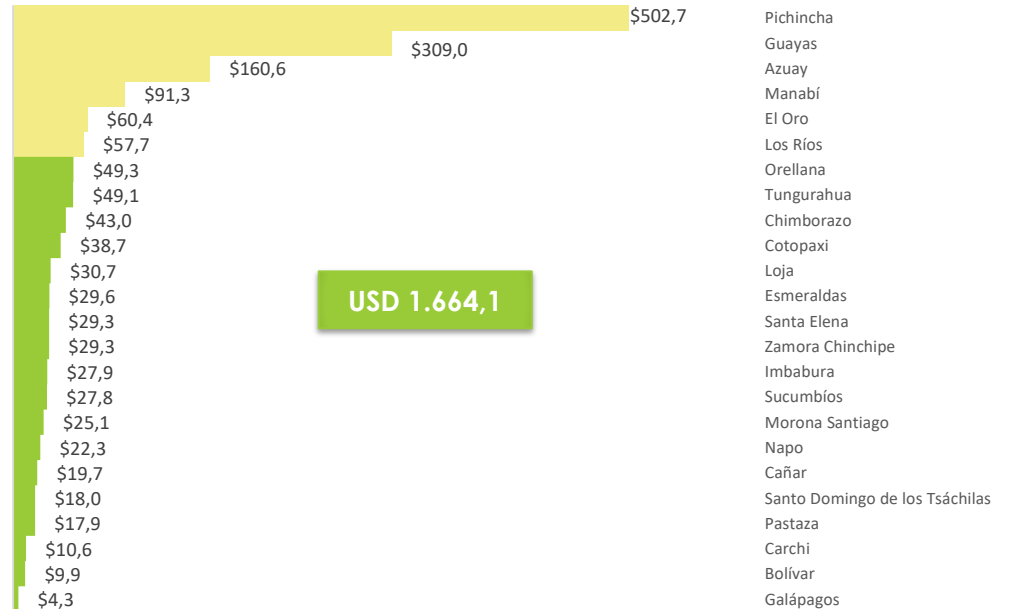 $502,7 Pichincha
$309,0 Guayas
$160,6 Azuay
$91,3 Manabí
$60,4 El Oro
$57,7 Los Ríos
$49,3 Orellana
$49,1 Tungurahua
$43,0 Chimborazo
$38,7 Cotopaxi
$30,7 Loja
$29,6 Esmeraldas
USD 1.664,1
$29,3 Santa Elena
$29,3 Zamora Chinchipe
$27,9 Imbabura
$27,8 Sucumbíos
$25,1 Morona Santiago
$22,3 Napo
$19,7 Cañar
$18,0 Santo Domingo de los Tsáchilas
$17,9 Pastaza
$10,6 Carchi
$9,9 Bolívar
$4,3 Galápagos